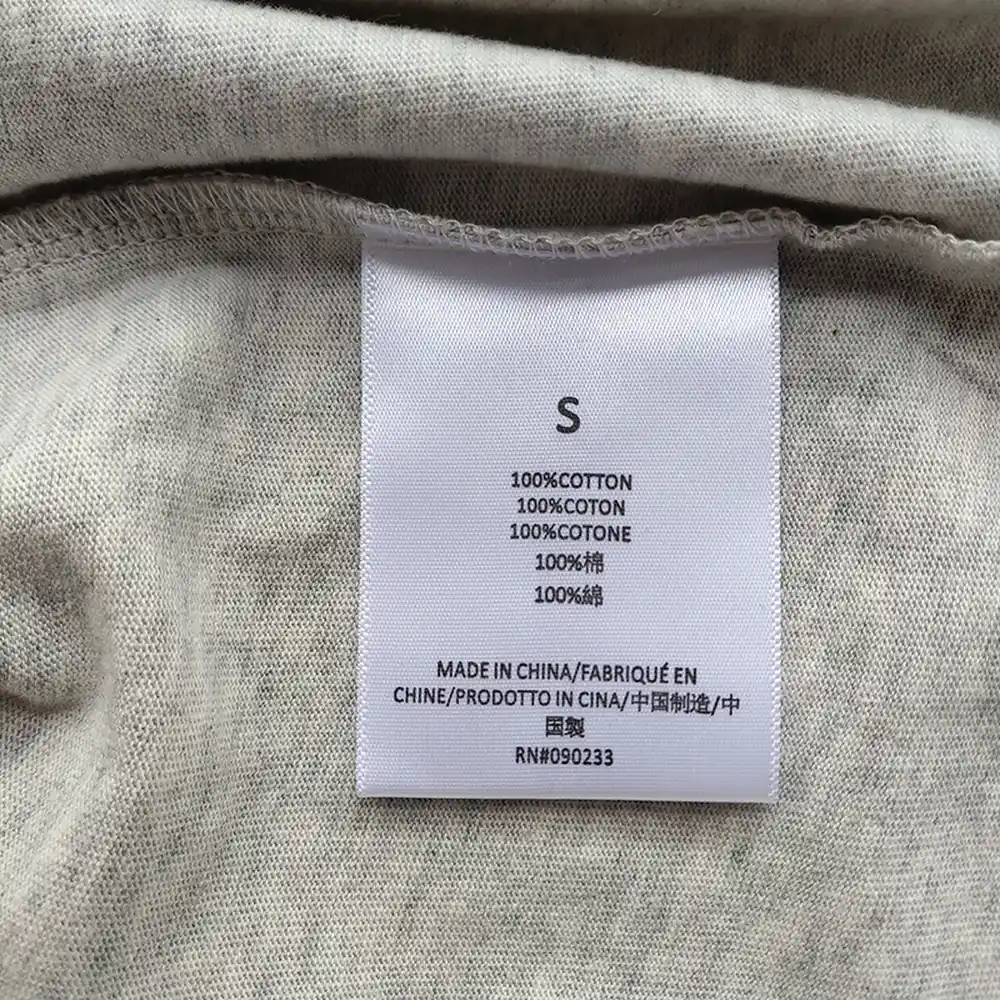 S
100%COTTON
100%COTON
100%COTONE
100%棉
100%綿
MADE IN CHINA/FABRIQUÉ EN
CHINE/PRODOTTO IN CINA/中国制造/中
国製
RN#090233